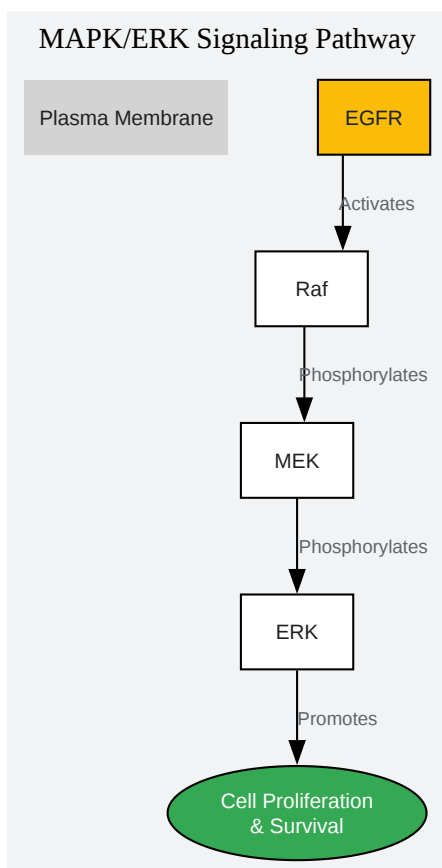 MAPK/ERK Signaling Pathway
Plasma Membrane
EGFR
Activates
Raf
Phosphorylates
MEK
Phosphorylates
ERK
Promotes
Cell Proliferation
& Survival